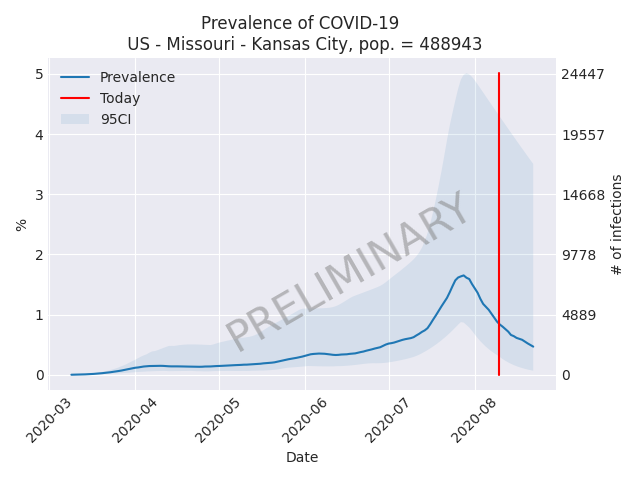 Prevalence of COVID-19
US - Missouri - Kansas City, pop. = 488943
Prevalence
Today
95CI
PRELIMINARY
%
5
4
3
2
1
0
24447
19557
14668
9778
4889
0
# of infections
2020-03
2020-04
2020-05
2020-06
2020-07
2020-08
Date